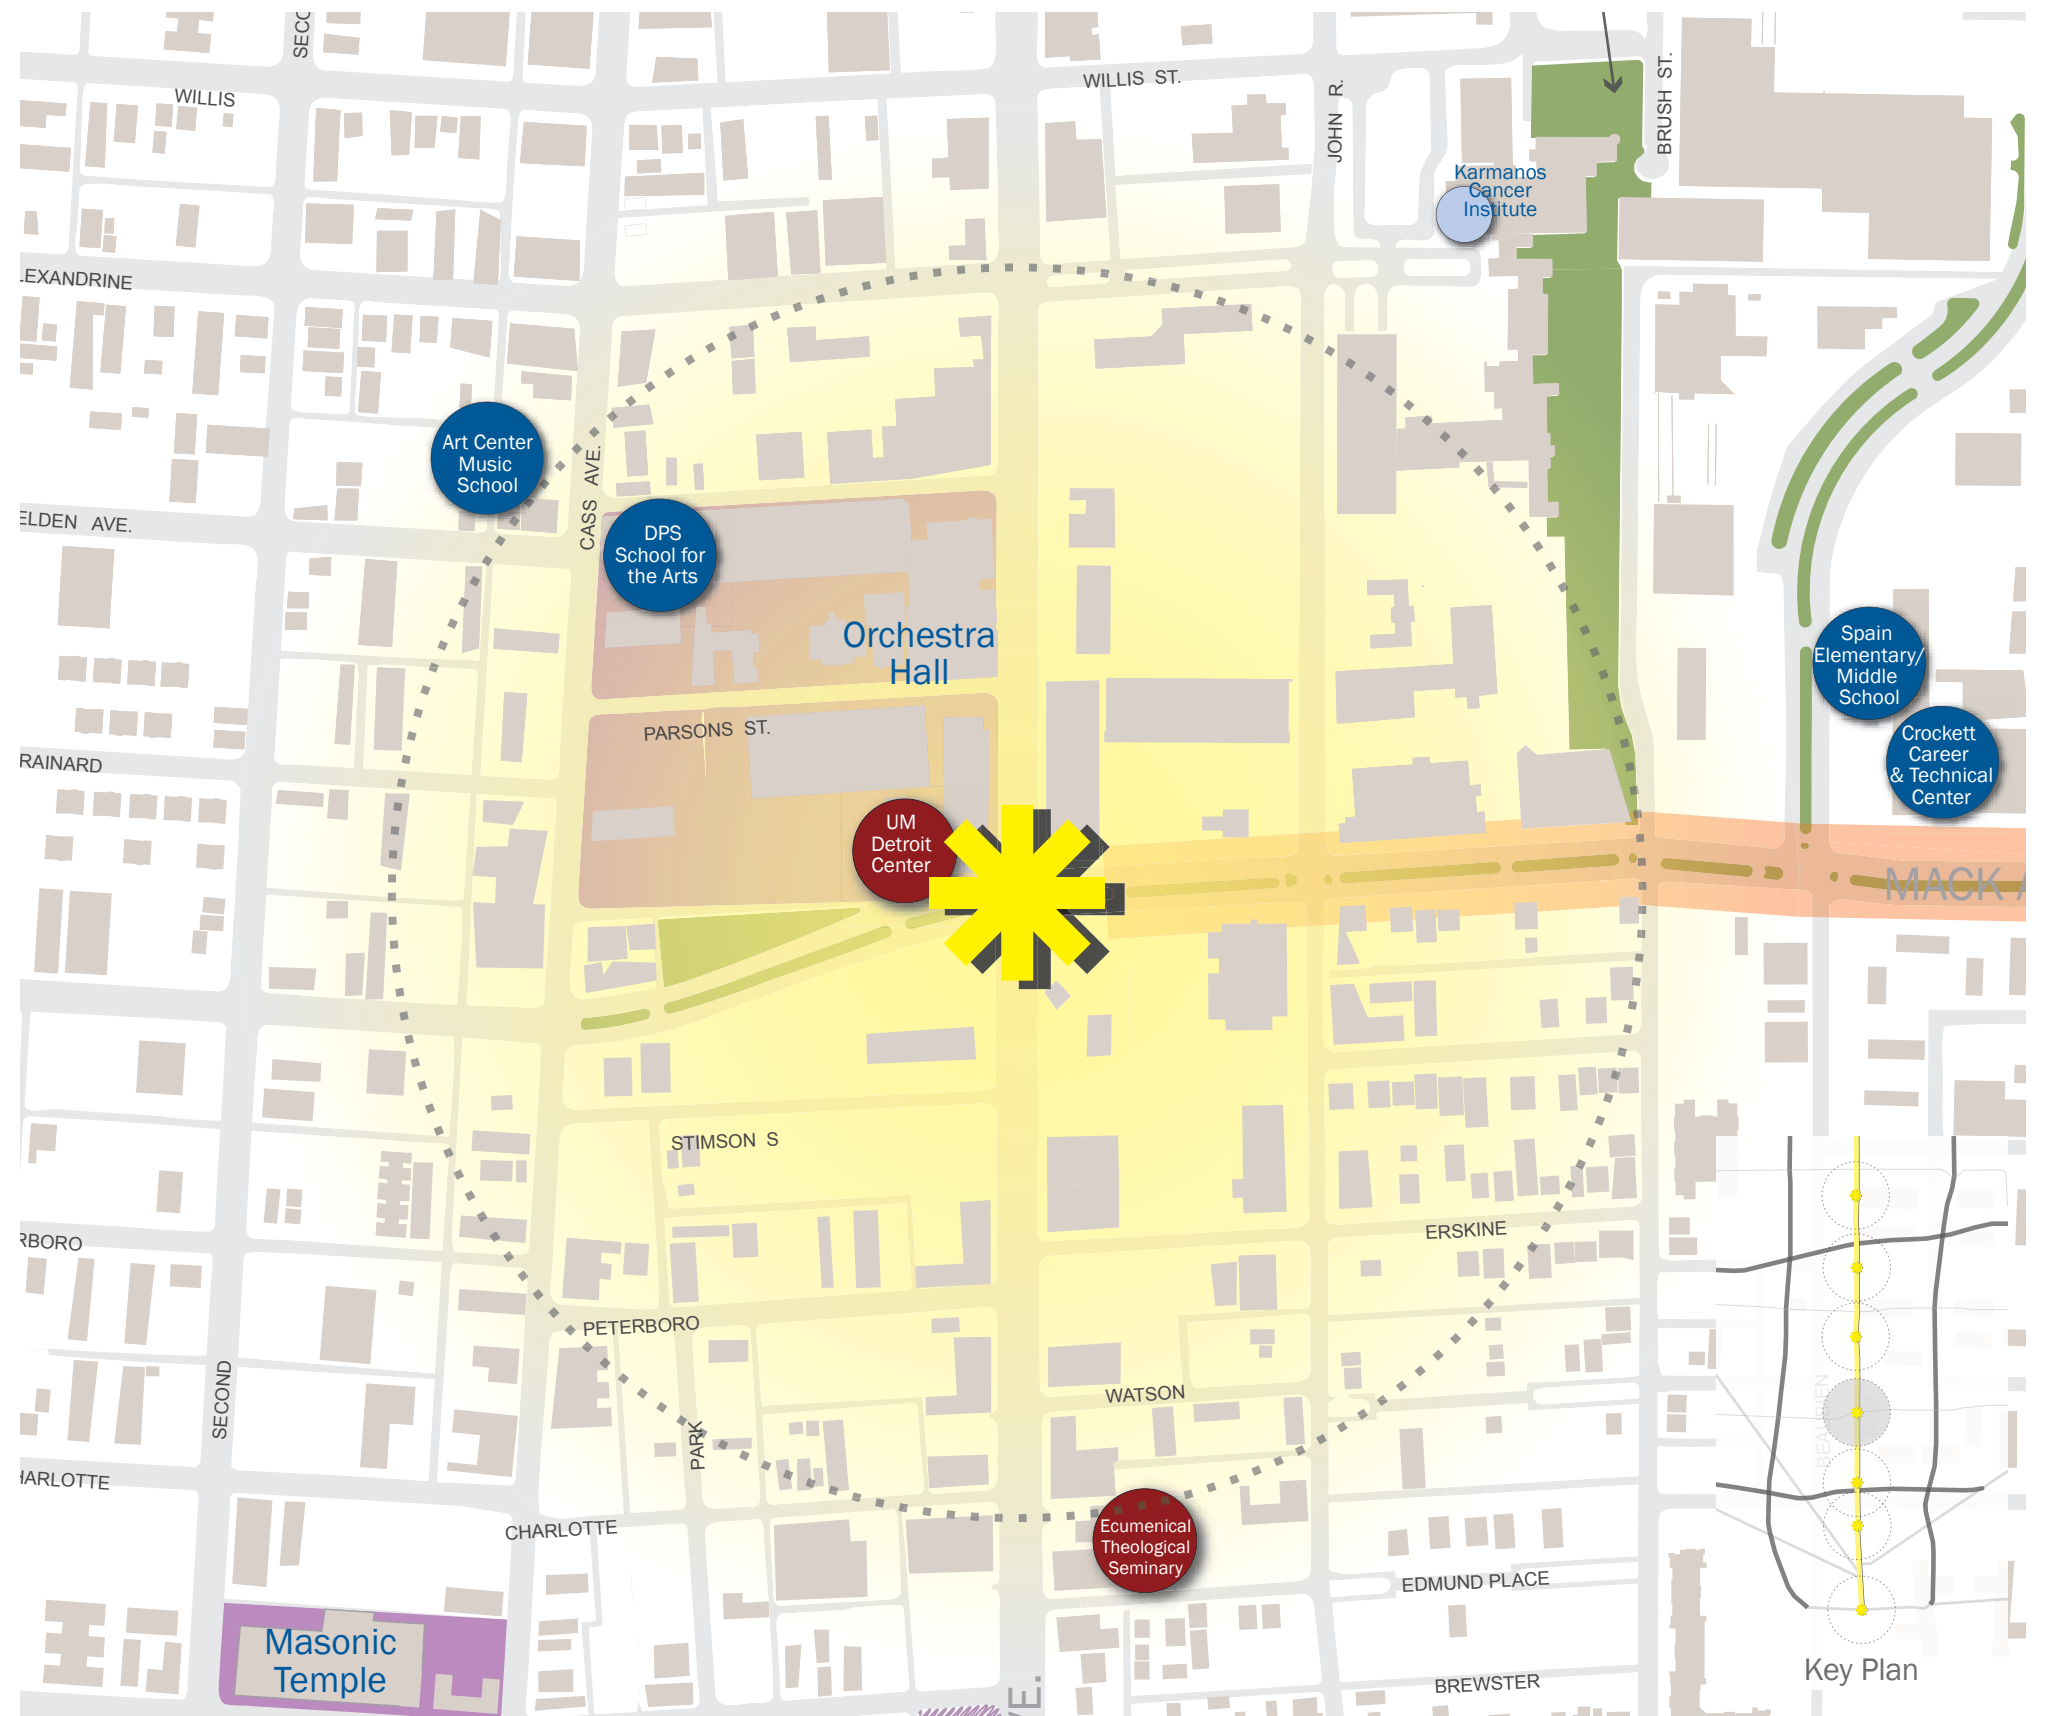 SECO
WILLIS
WILLIS ST.
JOHN R.
BRUSH ST.
Karmanos
Cancer
Institute
LEXANDRINE
Art Center
Music
School
CASS AVE.
ELDEN AVE.
DPS
School for
the Arts
Orchestra
Hall
Spain
Elementary/
Middle
School
PARSONS ST.
RAINARD
Crockett
Career
& Technical
Center
UM
Detroit
Center
MACK A
STIMSON S
ERSKINE
RBORO
PETERBORO
WATSON
SECOND
PARK
HARLOTTE
CHARLOTTE
Ecumenical
Theological
Seminary
EDMUND PLACE
Masonic
Temple
BREWSTER
VE.
BEAUBIEN
Key Plan